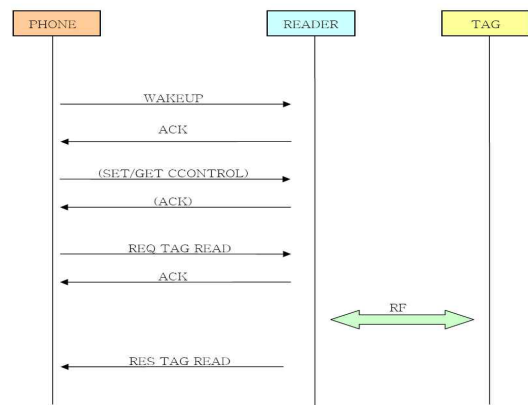 PHONE
READER
TAG
WAKEUP
ACK
(SET/GET CCONTROL)
(ACK)
REQ TAG READ
ACK
RF
RES TAG READ